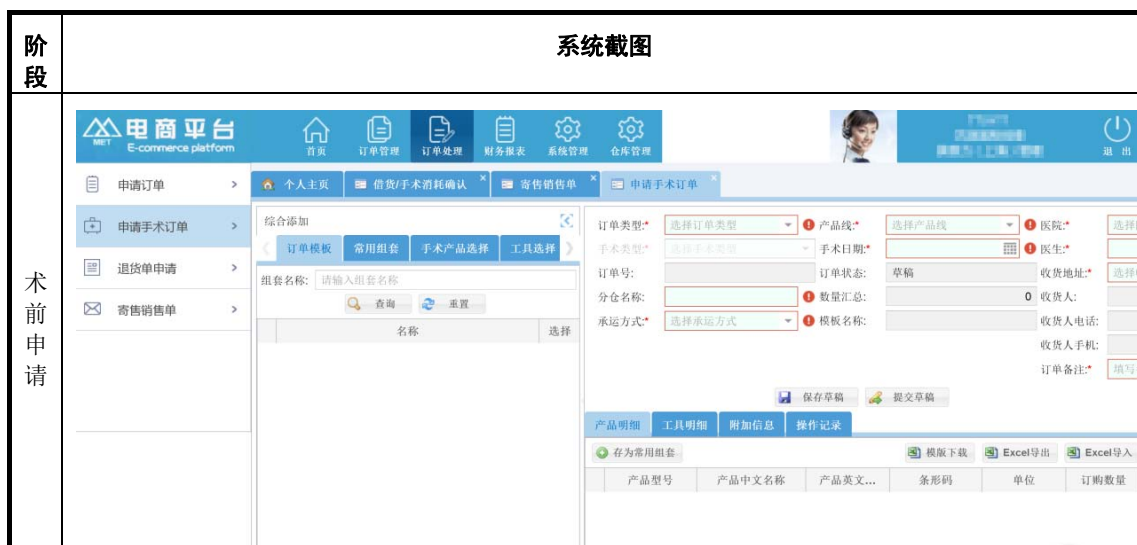 阶段
系统截图
术前申请
MET
电商平台
E-commerce platform
首页 订单管理 订单处理 财务报表 系统管理 仓库管理
退 出
申请订单 >
申请手术订单 >
退货单申请 >
寄售销售单 >
个人主页 借货/手术消耗确认 × 寄售销售单 × 申请手术订单 ×
综合添加
订单模板 常用组套 手术产品选择 工具选择
组套名称: 请输入组套名称
查询 重置
名称 选择
订单类型:* 选择订单类型 产品线:* 选择产品线 医院:* 选择
手术类型:* 选择手术类型 手术日期:* 医生:*
订单号: 订单状态: 草稿 收货地址:* 选择
分仓名称: 数量汇总: 0 收货人:
承运方式:* 选择承运方式 模板名称: 收货人电话:
收货人手机:
订单备注:* 填写
保存草稿 提交草稿
产品明细 工具明细 附加信息 操作记录
存为常用组套 模版下载 Excel导出 Excel导入
产品型号 产品中文名称 产品英文... 条形码 单位 订购数量